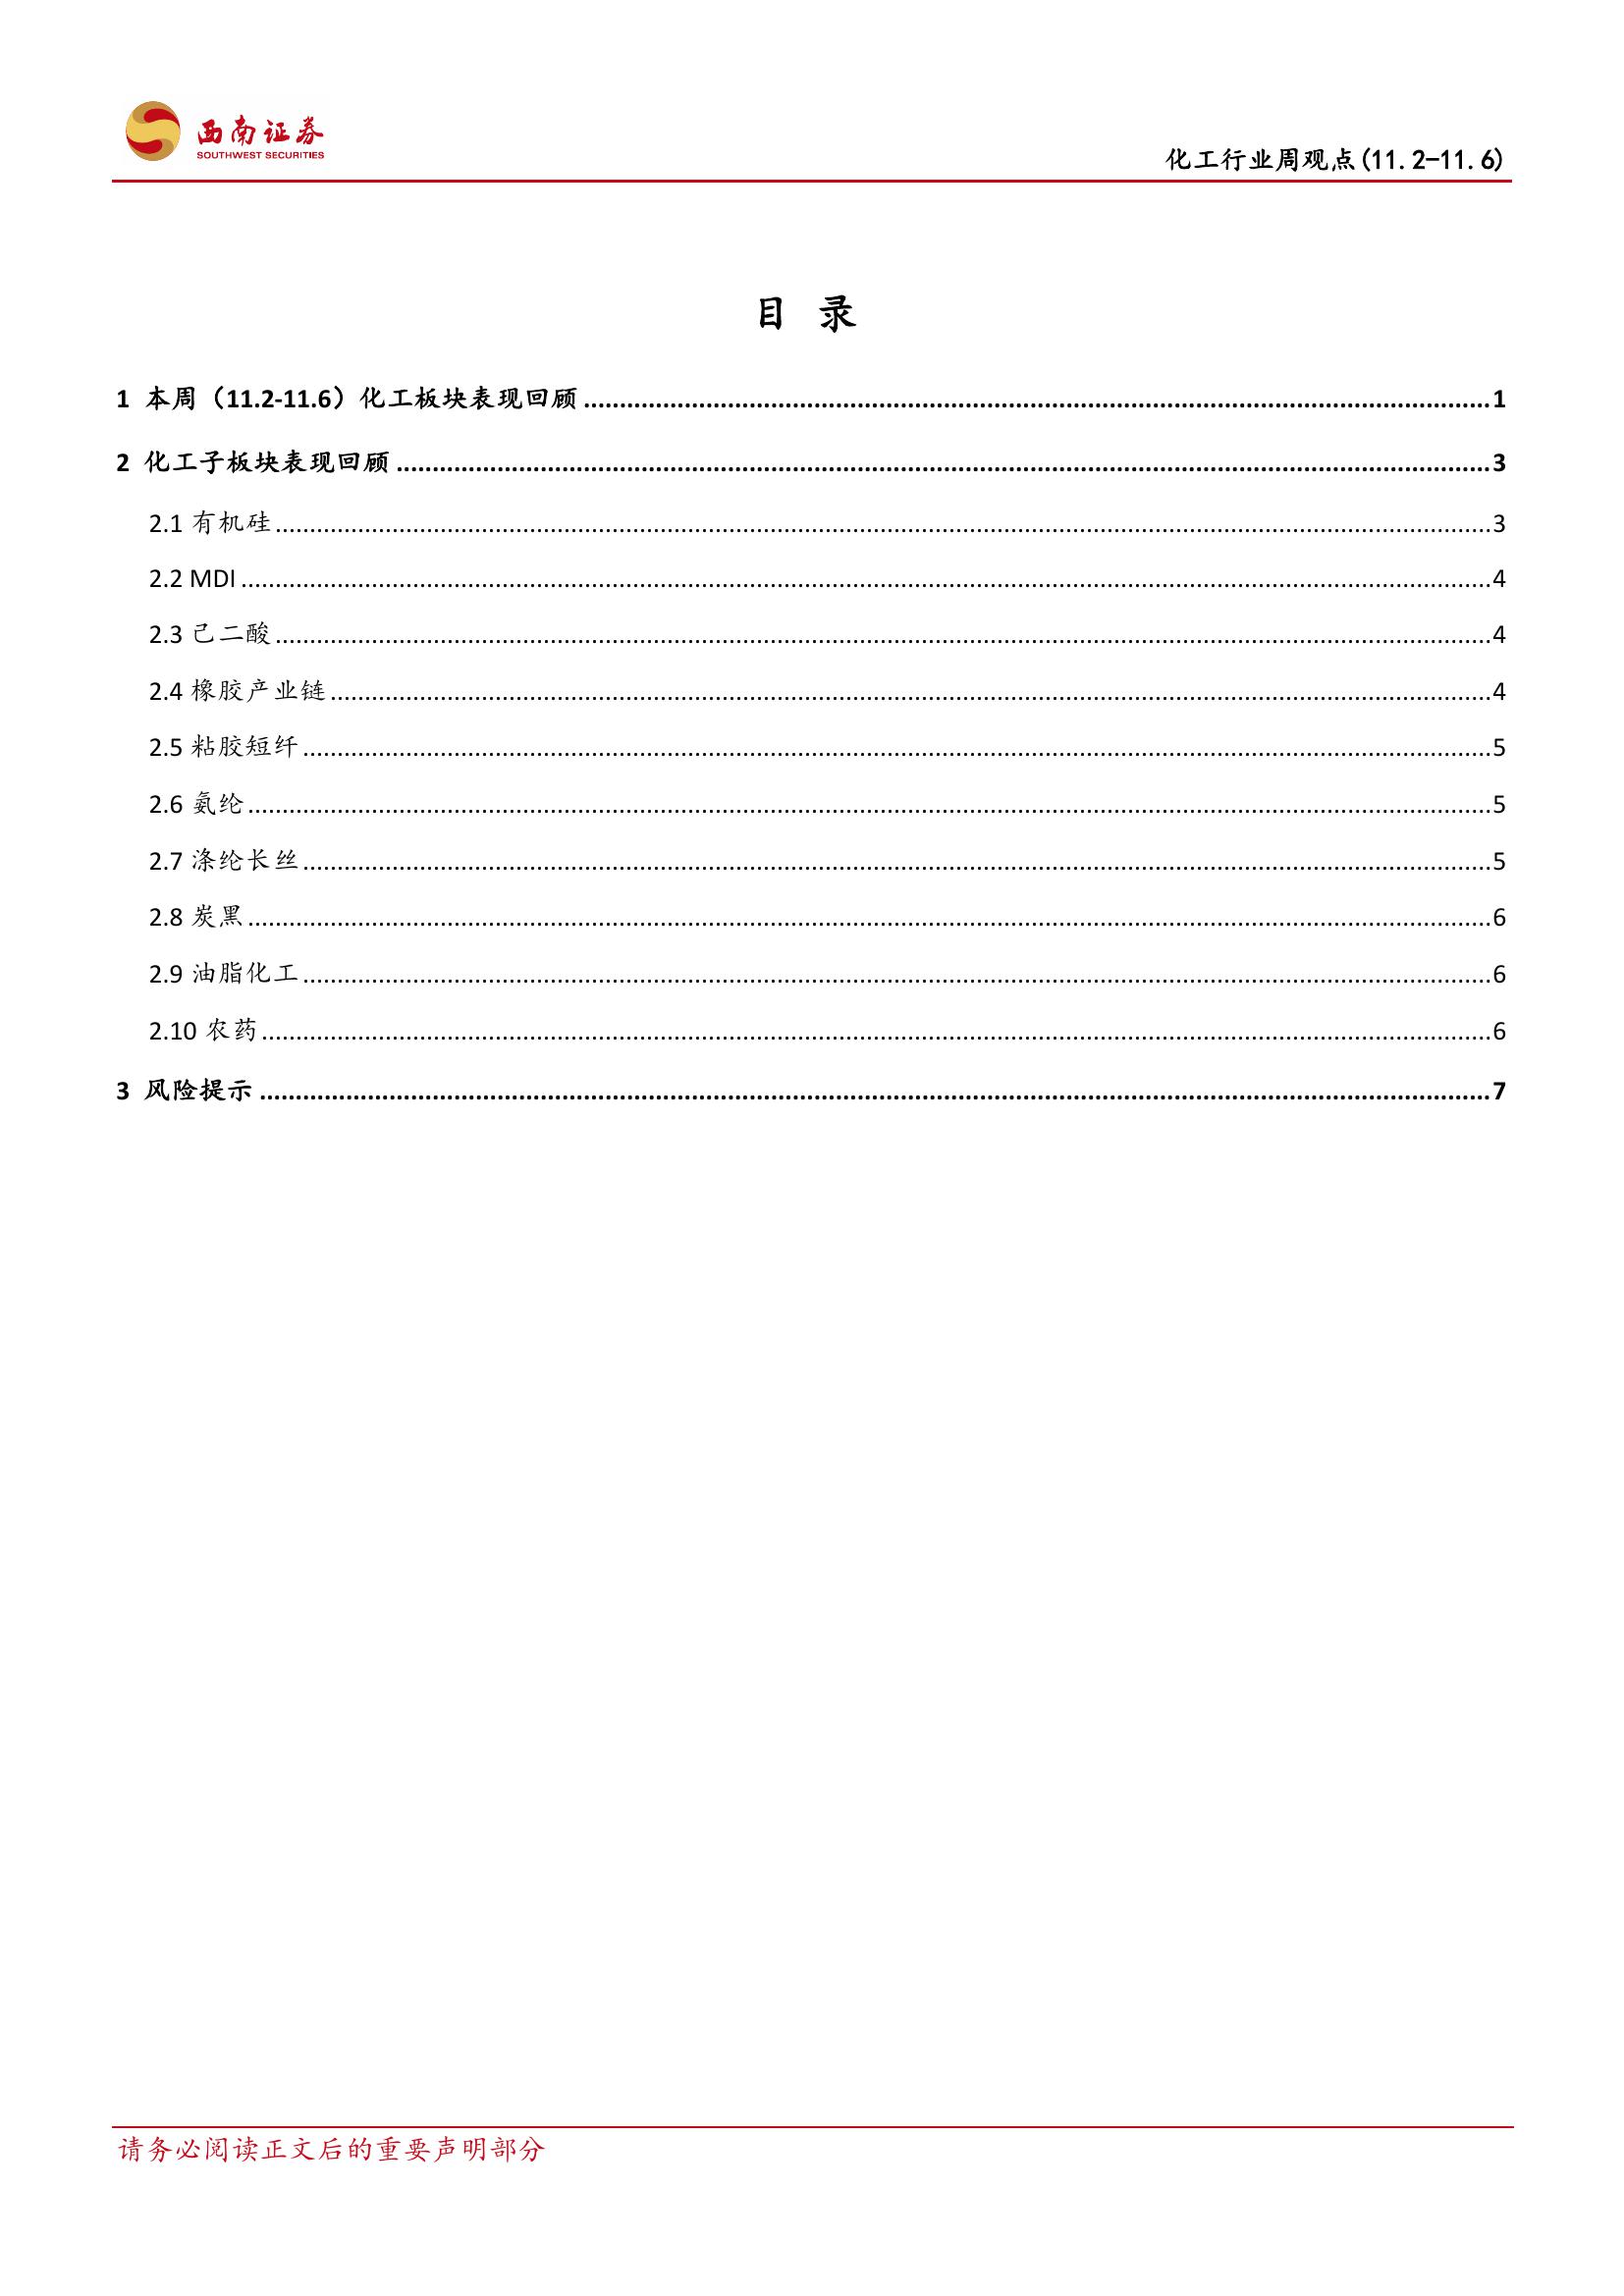 西南证券
SOUTHWEST SECURITIES
化工行业周观点(11.2-11.6)
目 录
1 本周（11.2-11.6）化工板块表现回顾 1
2 化工子板块表现回顾 3
2.1 有机硅 3
2.2 MDI 4
2.3 己二酸 4
2.4 橡胶产业链 4
2.5 粘胶短纤 5
2.6 氨纶 5
2.7 涤纶长丝 5
2.8 炭黑 6
2.9 油脂化工 6
2.10 农药 6
3 风险提示 7
请务必阅读正文后的重要声明部分